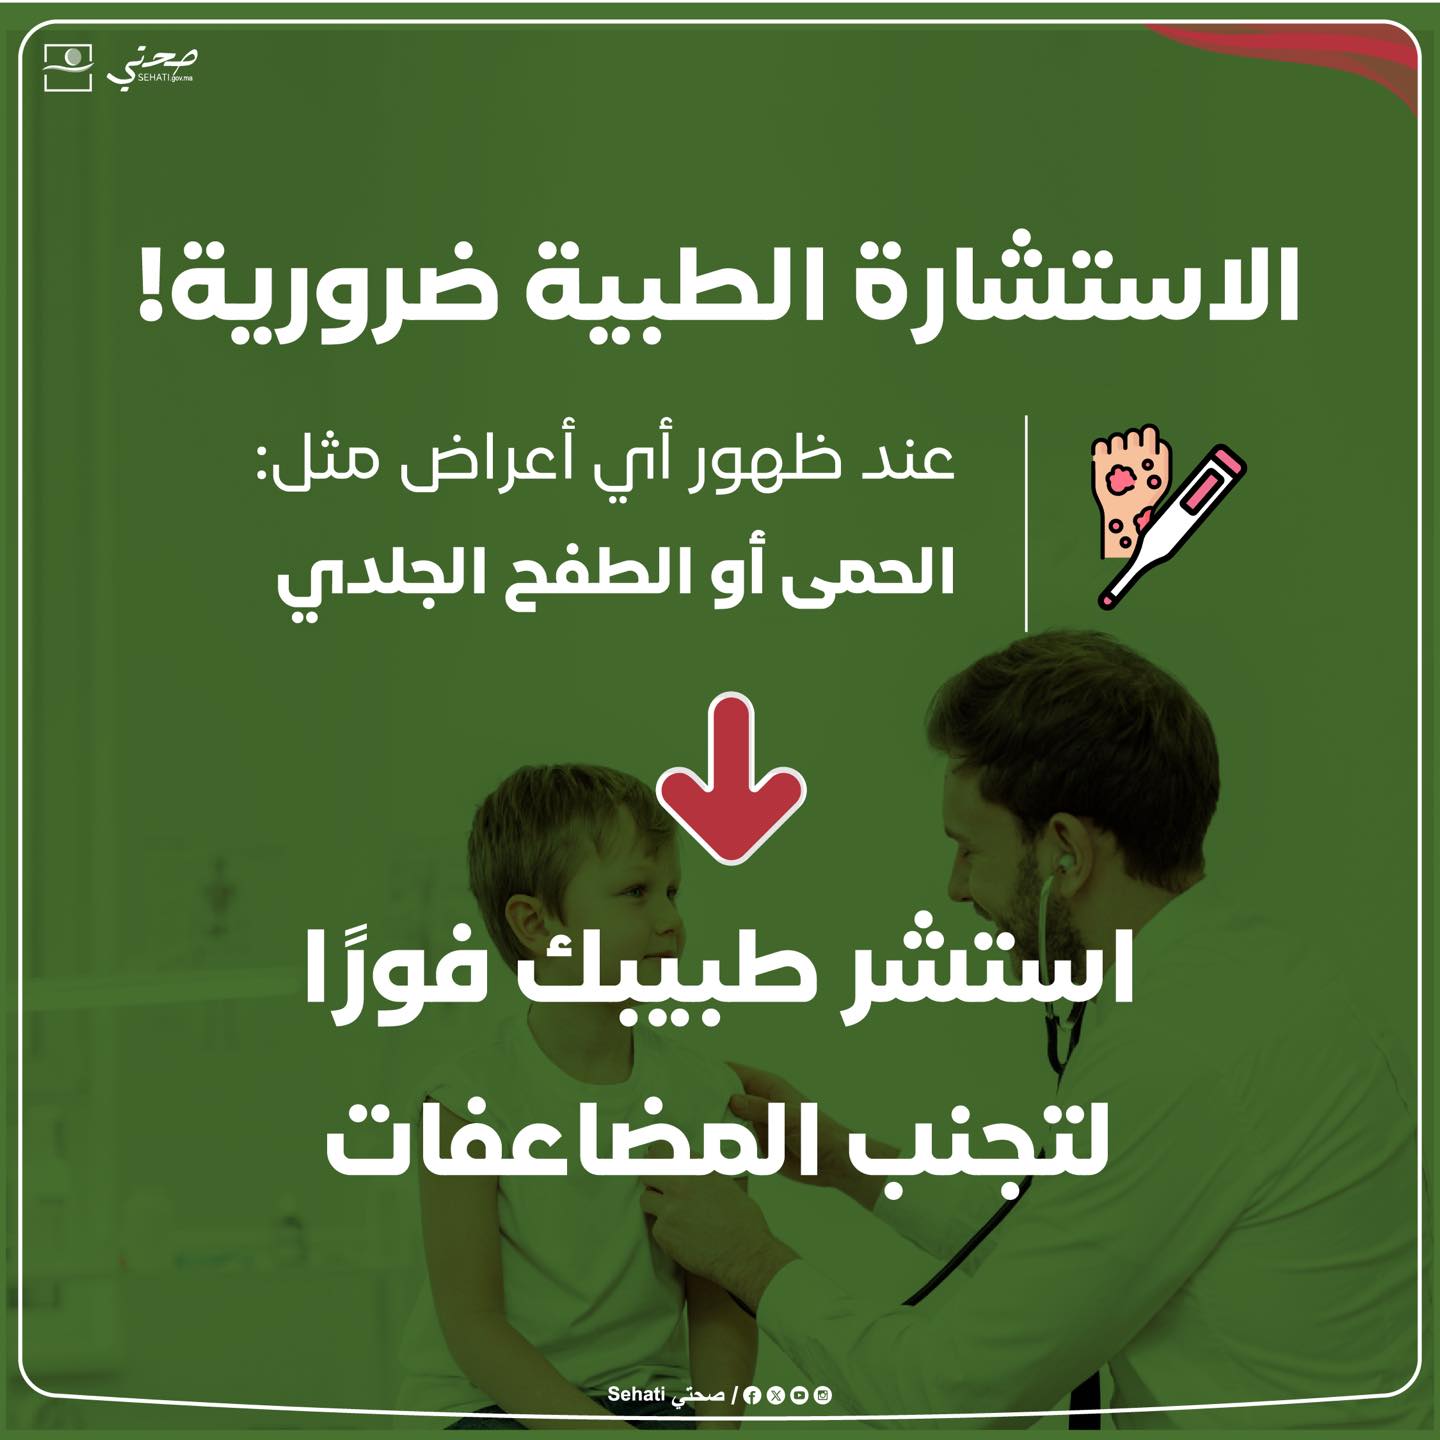 صحتي
SEHATI.gov.ma
الاستشارة الطبية ضرورية!
عند ظهور أي أعراض مثل:
الحمى أو الطفح الجلدي
استشر طبيبك فورًا
لتجنب المضاعفات
Sehati صحتي /